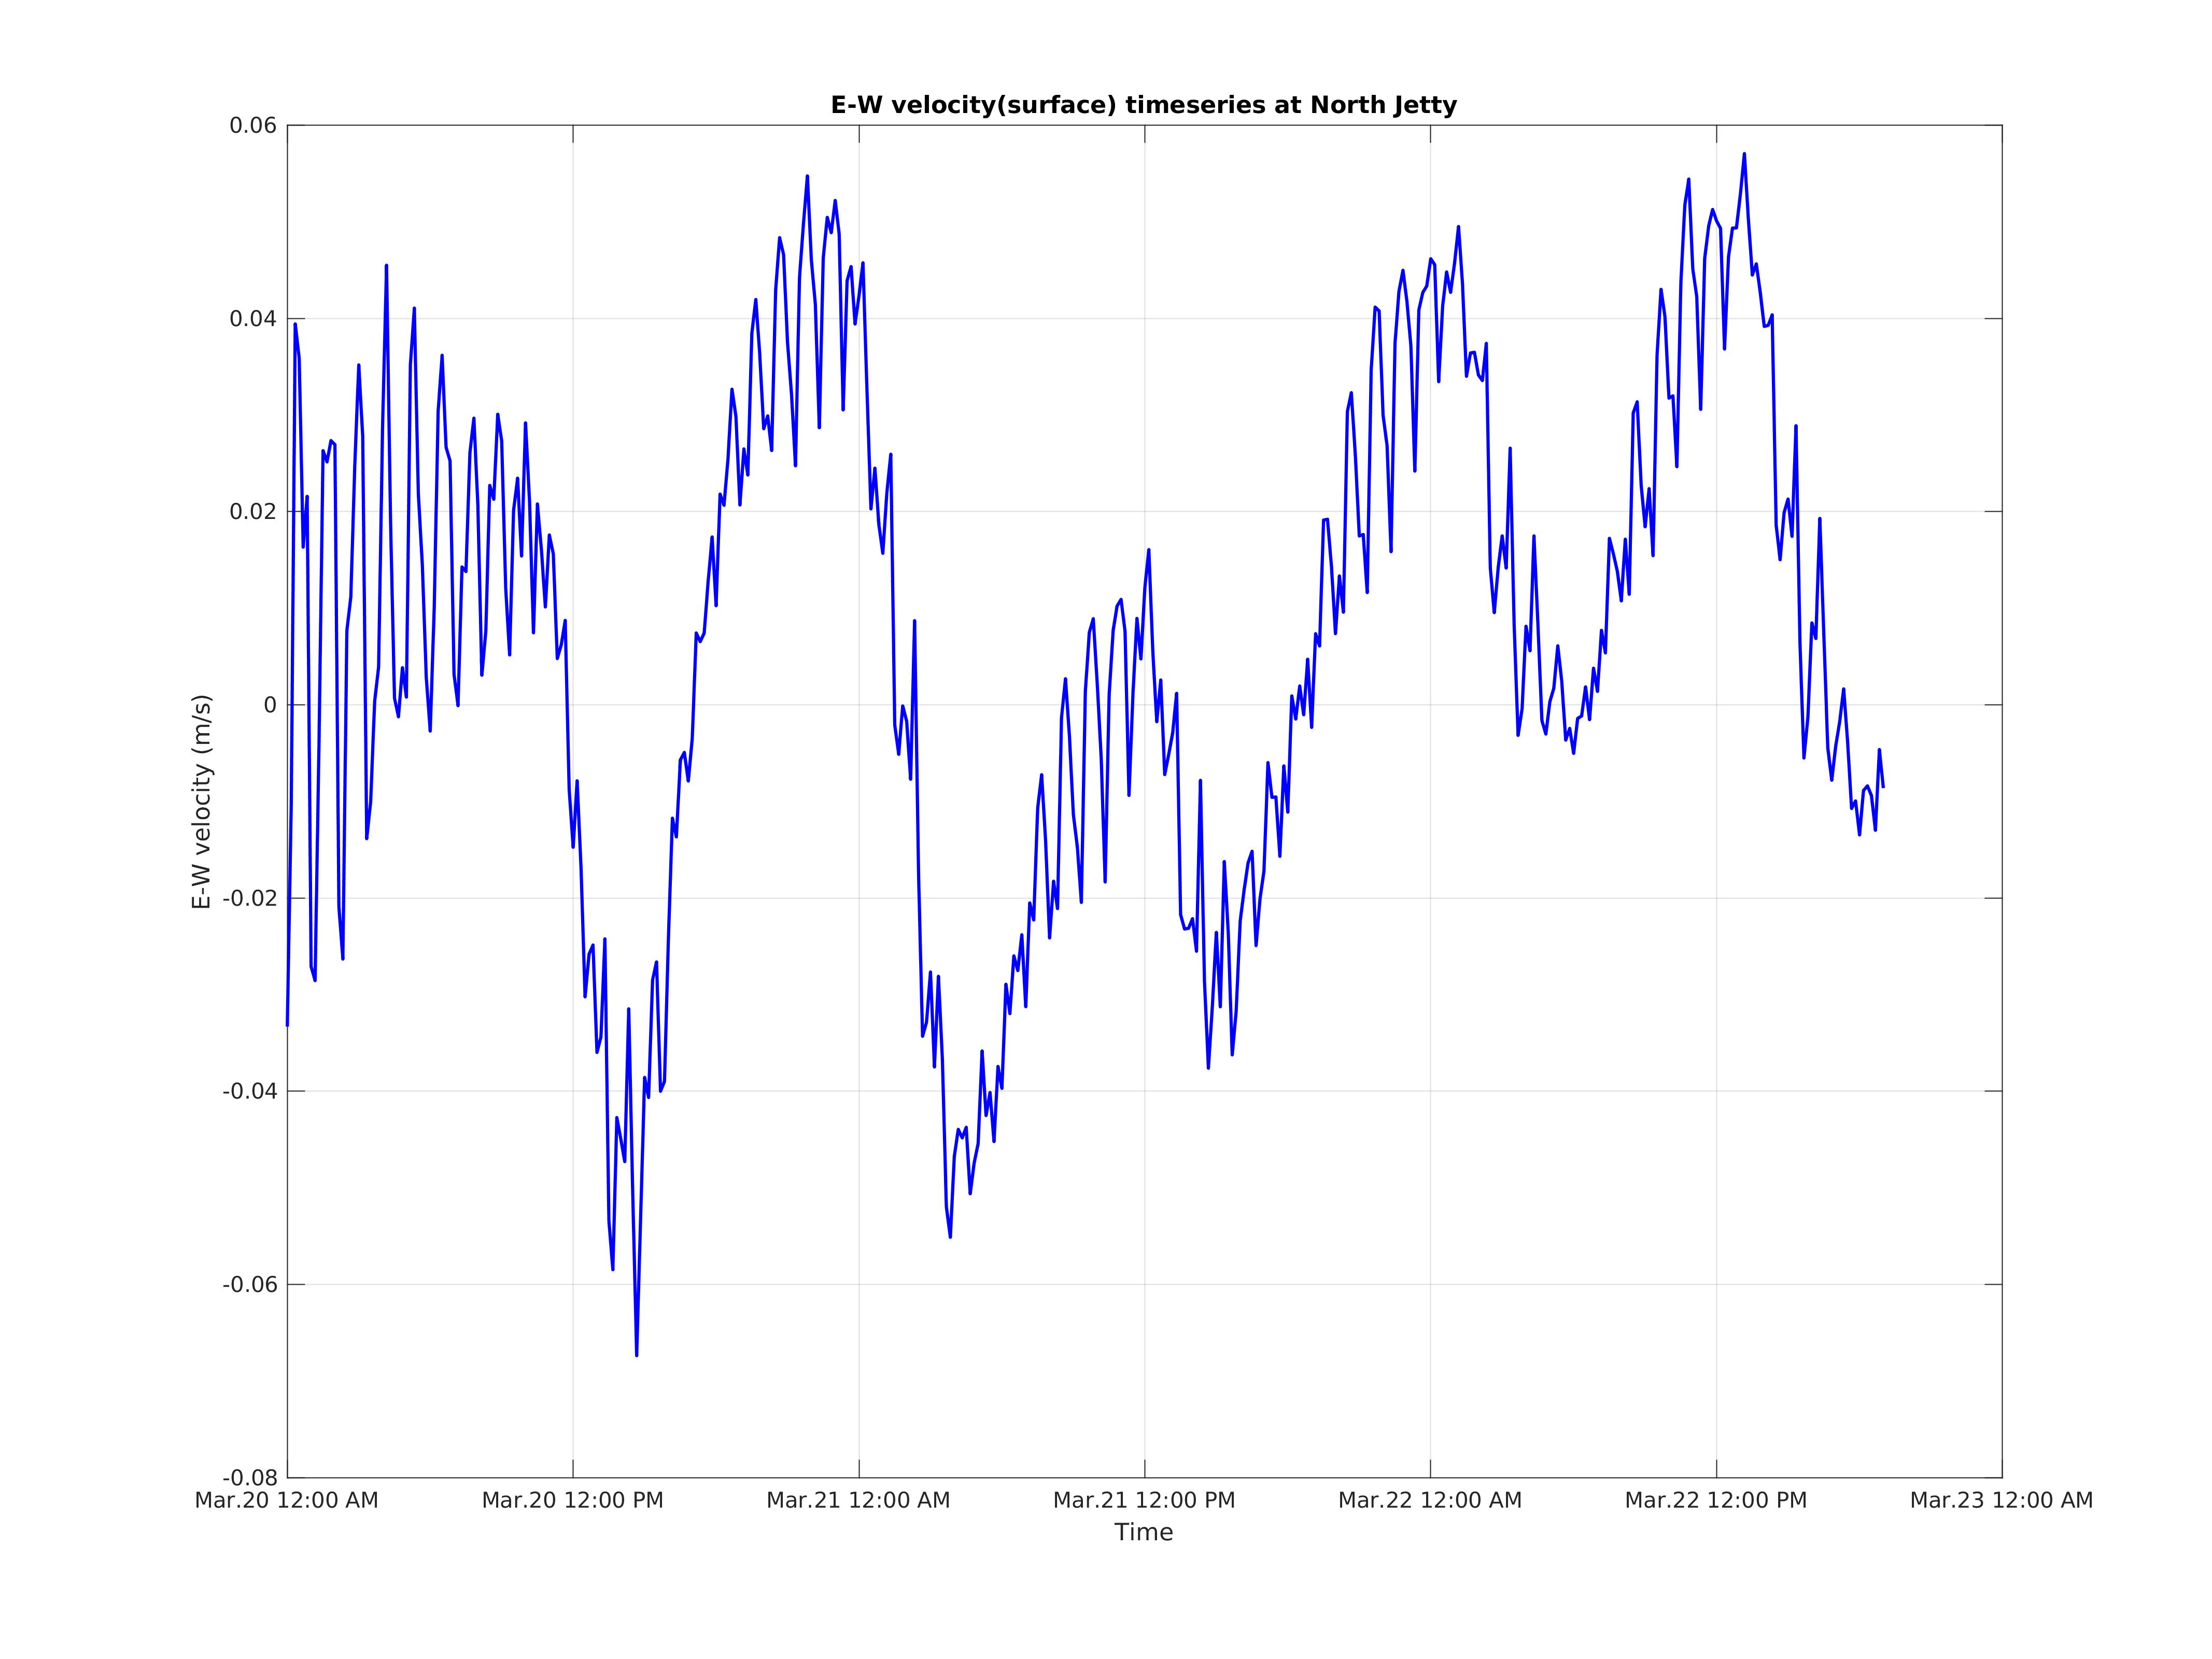 E-W velocity(surface) timeseries at North Jetty
0.06
0.04
0.02
0
-0.02
-0.04
-0.06
-0.08
E-W velocity (m/s)
Mar.20 12:00 AM Mar.20 12:00 PM Mar.21 12:00 AM Mar.21 12:00 PM Mar.22 12:00 AM Mar.22 12:00 PM Mar.23 12:00 AM
Time